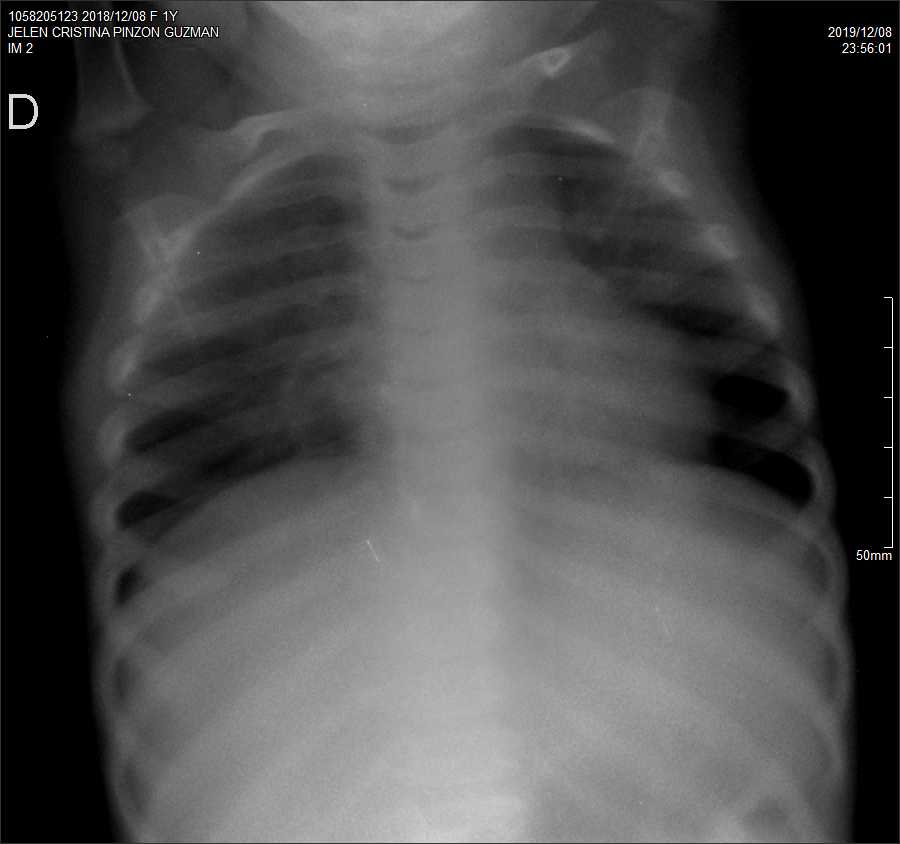 1058205123 2018/12/08 F 1Y
JELEN CRISTINA PINZON GUZMAN
IM 2
2019/12/08
23:56:01
D
50mm